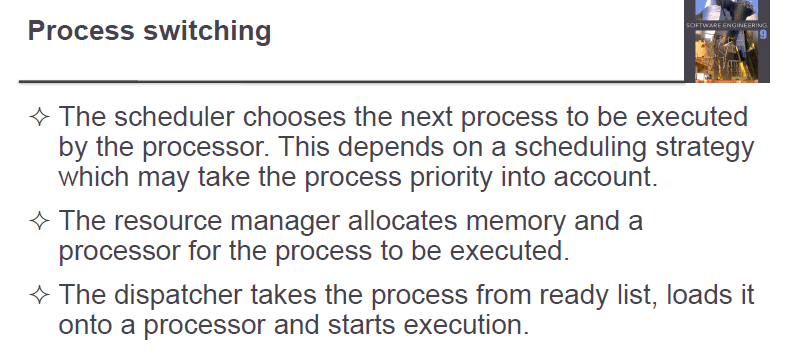 Process switching
SOFTWARE ENGINEERING
9
✧ The scheduler chooses the next process to be executed
by the processor. This depends on a scheduling strategy
which may take the process priority into account.
✧ The resource manager allocates memory and a
processor for the process to be executed.
✧ The dispatcher takes the process from ready list, loads it
onto a processor and starts execution.